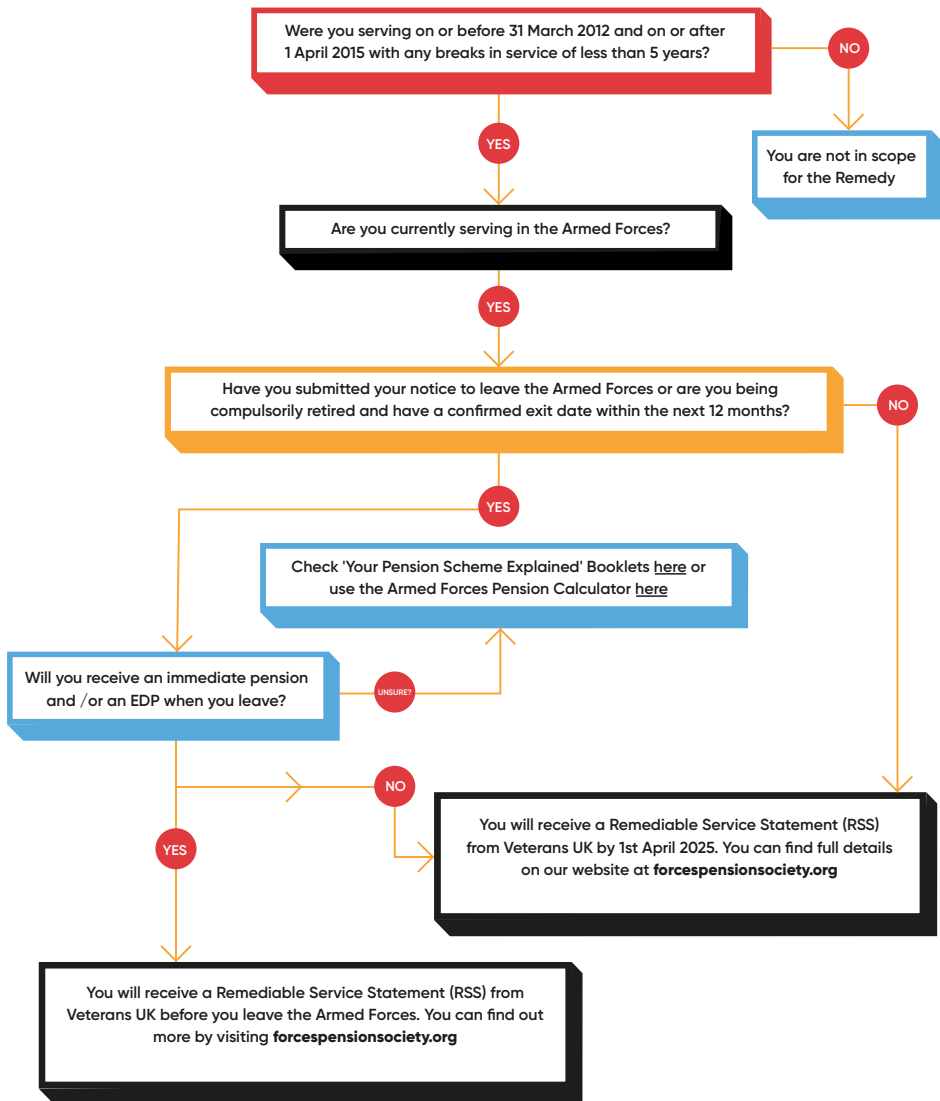 Were you serving on or before 31 March 2012 and on or after
1 April 2015 with any breaks in service of less than 5 years?
NO
YES
You are not in scope
for the Remedy
Are you currently serving in the Armed Forces?
YES
Have you submitted your notice to leave the Armed Forces or are you being
compulsorily retired and have a confirmed exit date within the next 12 months?
NO
YES
Check 'Your Pension Scheme Explained' Booklets here or
use the Armed Forces Pension Calculator here
Will you receive an immediate pension
and /or an EDP when you leave?
UNSURE?
NO
YES
You will receive a Remediable Service Statement (RSS)
from Veterans UK by 1st April 2025. You can find full details
on our website at forcespensionsociety.org
You will receive a Remediable Service Statement (RSS) from
Veterans UK before you leave the Armed Forces. You can find out
more by visiting forcespensionsociety.org